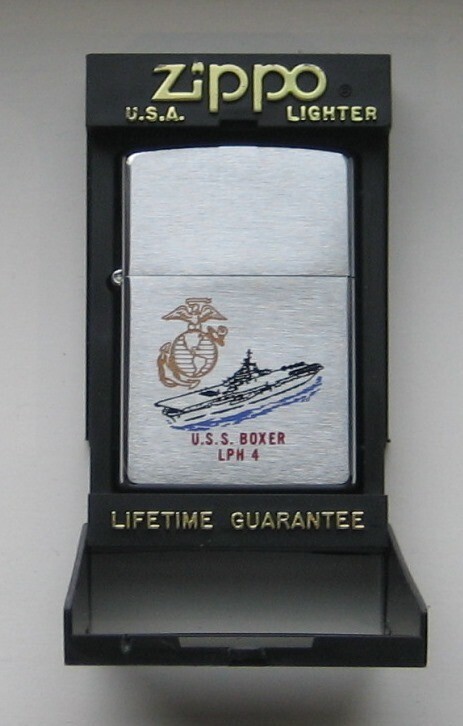 Zippo ®
U.S.A. LIGHTER
U.S.S. BOXER
LPH 4
LIFETIME GUARANTEE